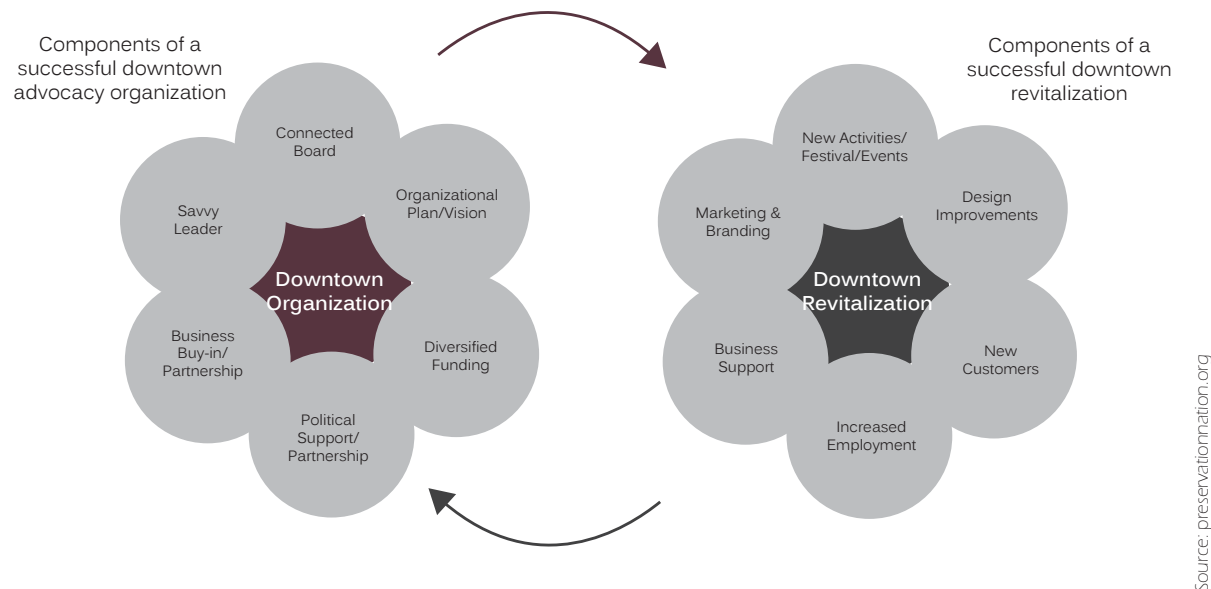 Components of a
successful downtown
advocacy organization
Connected
Board
Organizational
Plan/Vision
Diversified
Funding
Political
Support/
Partnership
Business
Buy-in/
Partnership
Savvy
Leader
Downtown
Organization
Components of a
successful downtown
revitalization
New Activities/
Festival/Events
Design
Improvements
New
Customers
Increased
Employment
Business
Support
Marketing &
Branding
Downtown
Revitalization
Source: preservationnation.org